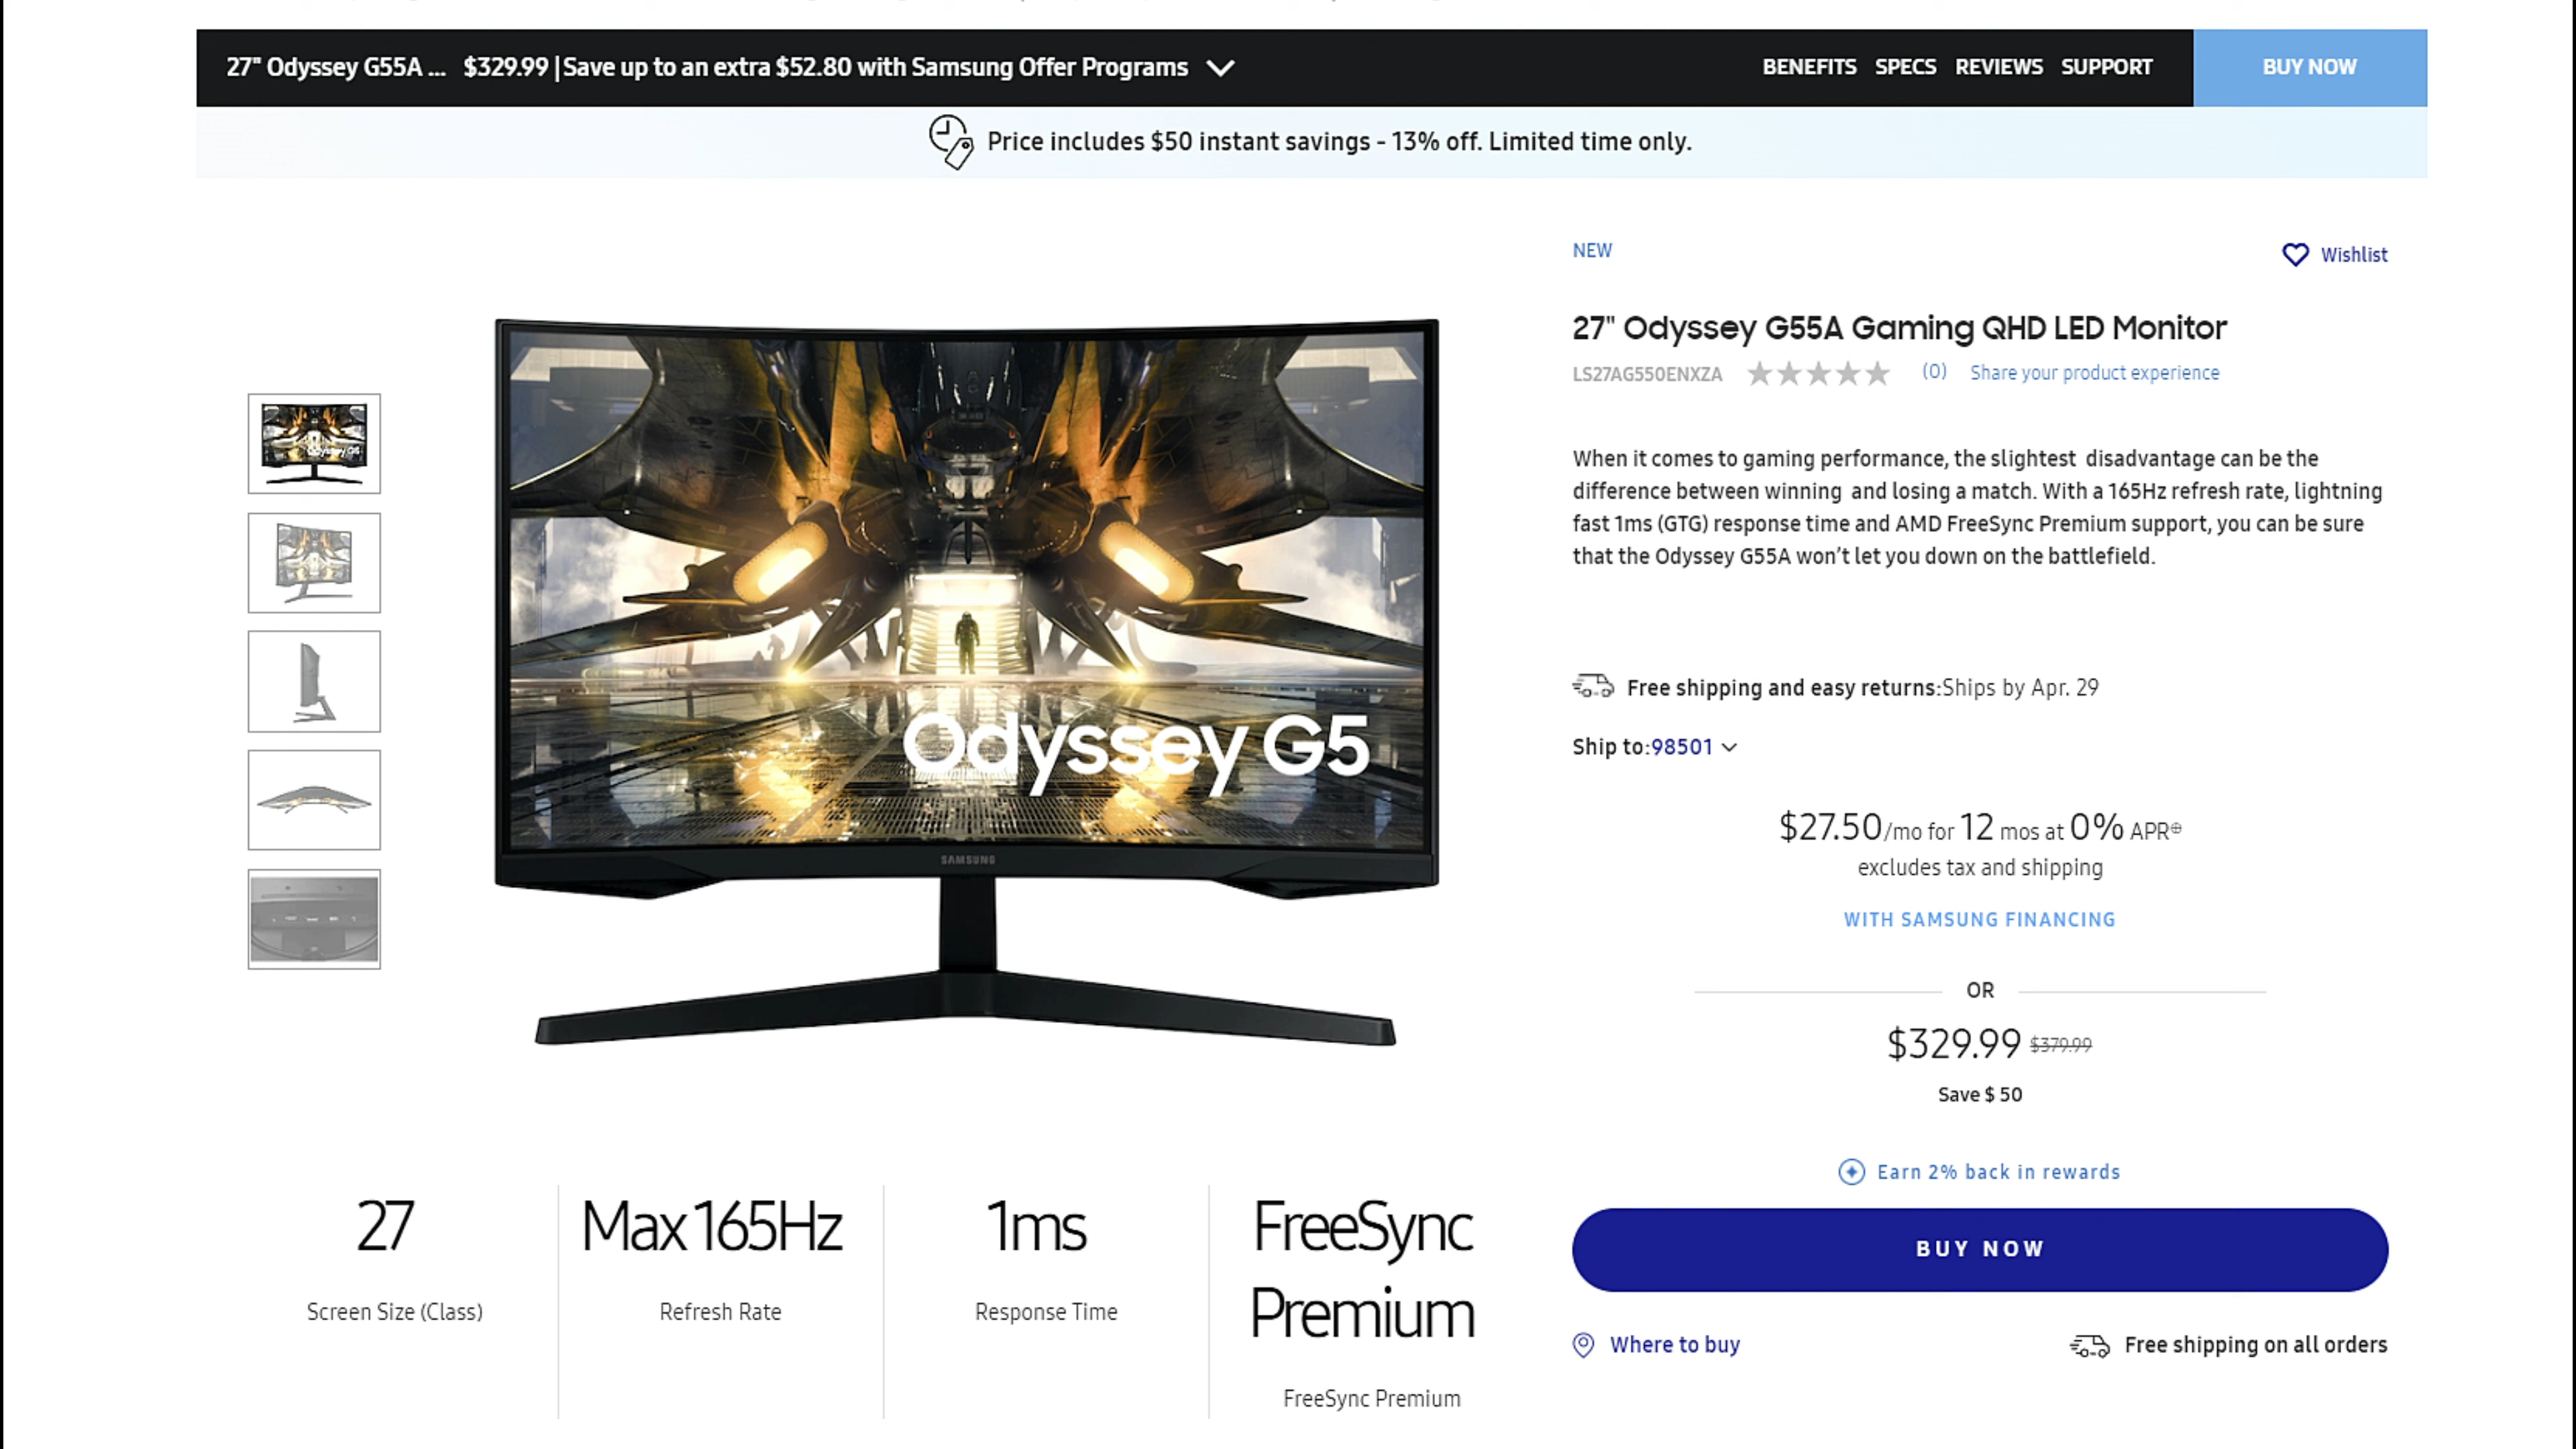 27" Odyssey G55A ... $329.99 | Save up to an extra $52.80 with Samsung Offer Programs
BENEFITS SPECS REVIEWS SUPPORT BUY NOW
Price includes $50 instant savings - 13% off. Limited time only.
NEW
Wishlist
27" Odyssey G55A Gaming QHD LED Monitor
LS27AG550ENXZA (0) Share your product experience
When it comes to gaming performance, the slightest disadvantage can be the
difference between winning and losing a match. With a 165Hz refresh rate, lightning
fast 1ms (GTG) response time and AMD FreeSync Premium support, you can be sure
that the Odyssey G55A won't let you down on the battlefield.
Odyssey G5
SAMSUNG
Odyssey G5
Free shipping and easy returns:Ships by Apr. 29
Ship to:98501
$27.50/mo for 12 mos at 0% APR⊕
excludes tax and shipping
WITH SAMSUNG FINANCING
OR
$329.99 $379.99
Save $ 50
Earn 2% back in rewards
BUY NOW
Where to buy
Free shipping on all orders
27
Screen Size (Class)
Max 165Hz
Refresh Rate
1ms
Response Time
FreeSync
Premium
FreeSync Premium